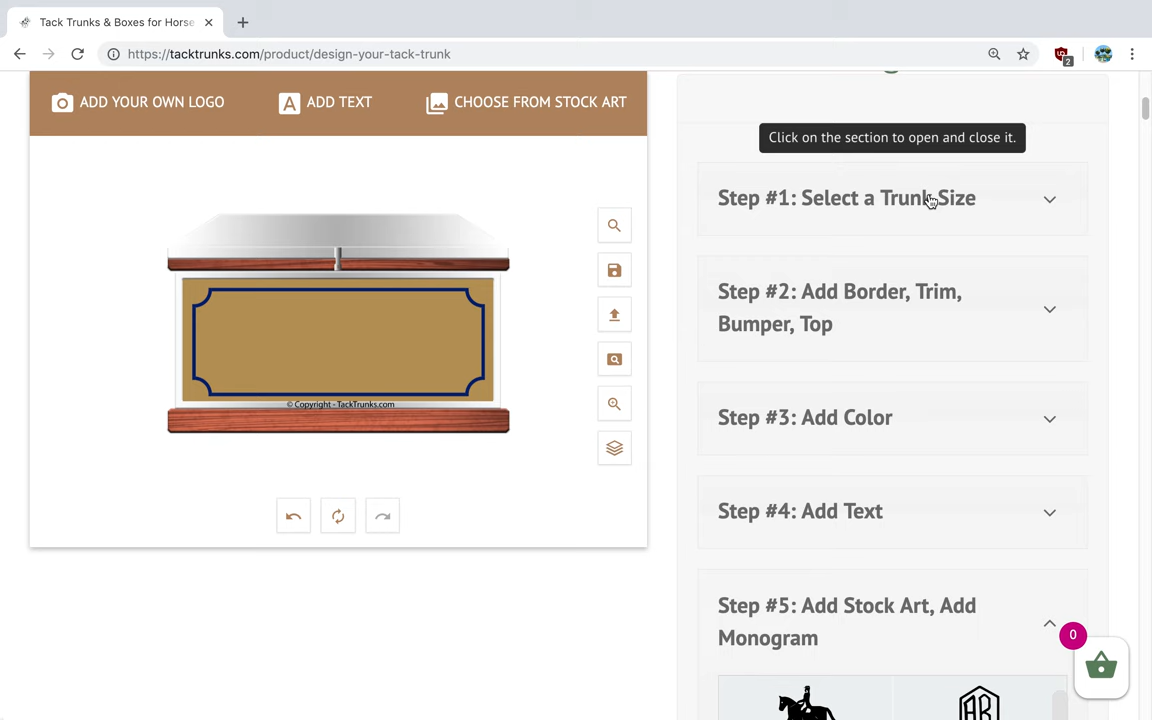 Tack Trunks & Boxes for Horse
https://tacktrunks.com/product/design-your-tack-trunk
2
ADD YOUR OWN LOGO
A ADD TEXT
CHOOSE FROM STOCK ART
Click on the section to open and close it.
Step #1: Select a Trunk Size
Step #2: Add Border, Trim,
Bumper, Top
Step #3: Add Color
Step #4: Add Text
Step #5: Add Stock Art, Add
Monogram
0
© Copyright - TackTrunks.com